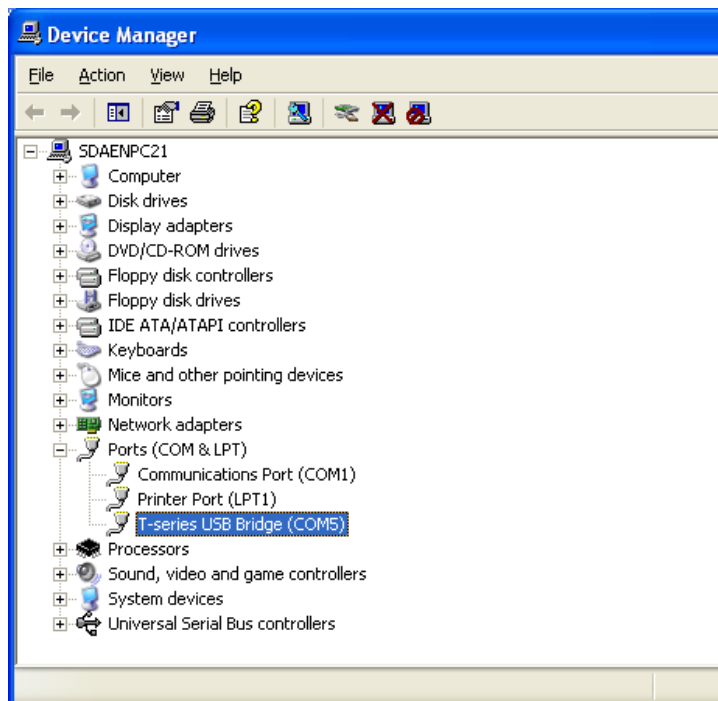 Device Manager
File Action View Help
SDAENPC21
Computer
Disk drives
Display adapters
DVD/CD-ROM drives
Floppy disk controllers
Floppy disk drives
IDE ATA/ATAPI controllers
Keyboards
Mice and other pointing devices
Monitors
Network adapters
Ports (COM & LPT)
Communications Port (COM1)
Printer Port (LPT1)
T-series USB Bridge (COM5)
Processors
Sound, video and game controllers
System devices
Universal Serial Bus controllers